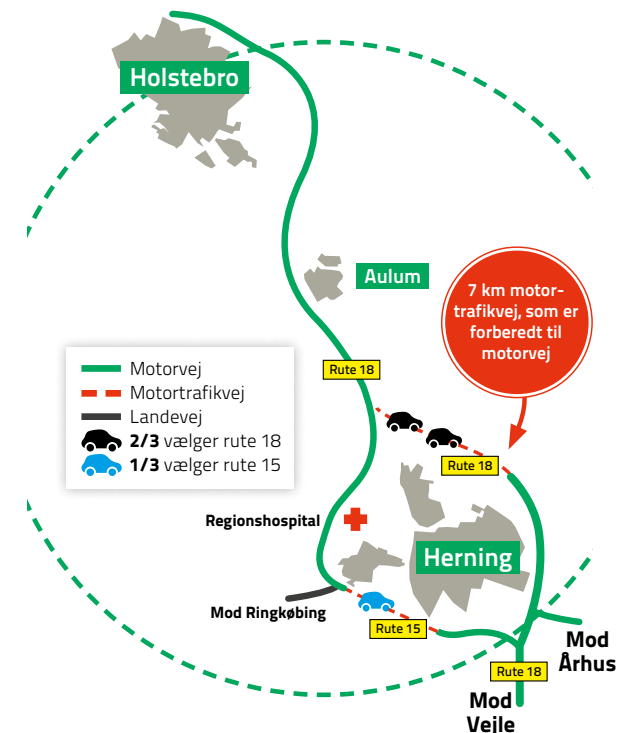 Holstebro
Aulum
7 km motor-
trafikvej, som er
forberedt til
motorvej
Rute 18
Motorvej
Motortrafikvej
Landevej
2/3 vælger rute 18
1/3 vælger rute 15
Rute 18
Regionshospital
Herning
Mod Ringkøbing
Rute 15
Mod
Århus
Rute 18
Mod
Vejle